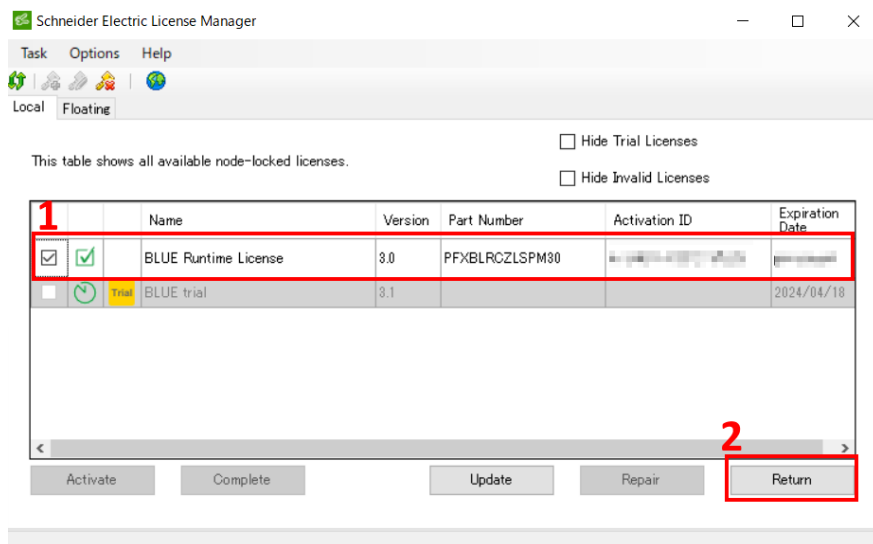 Schneider Electric License Manager
Task Options Help
Local Floating
Hide Trial Licenses
This table shows all available node-locked licenses.
Hide Invalid Licenses
1
Name Version Part Number Activation ID Expiration Date
BLUE Runtime License 3.0 PFXBLRCZLSPM30
Trial BLUE trial 3.1 2024/04/18
2
Activate Complete Update Repair Return